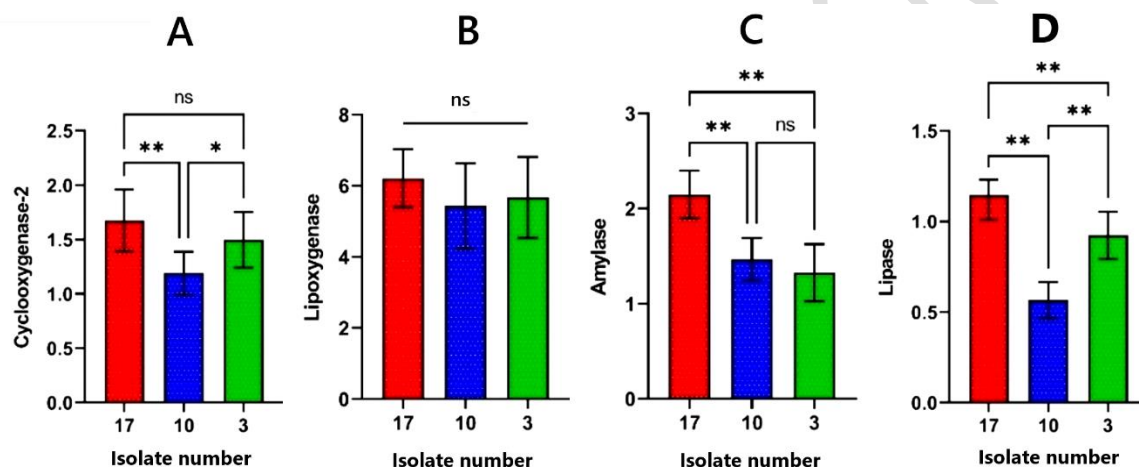 A
B
C
D
Cyclooxygenase-2
2.5
2.0
1.5
1.0
0.5
0.0
ns
**
*
17 10 3
Isolate number
Lipoxygenase
8
6
4
2
0
ns
17 10 3
Isolate number
Amylase
3
2
1
0
**
**
ns
17 10 3
Isolate number
Lipase
1.5
1.0
0.5
0.0
**
**
**
17 10 3
Isolate number